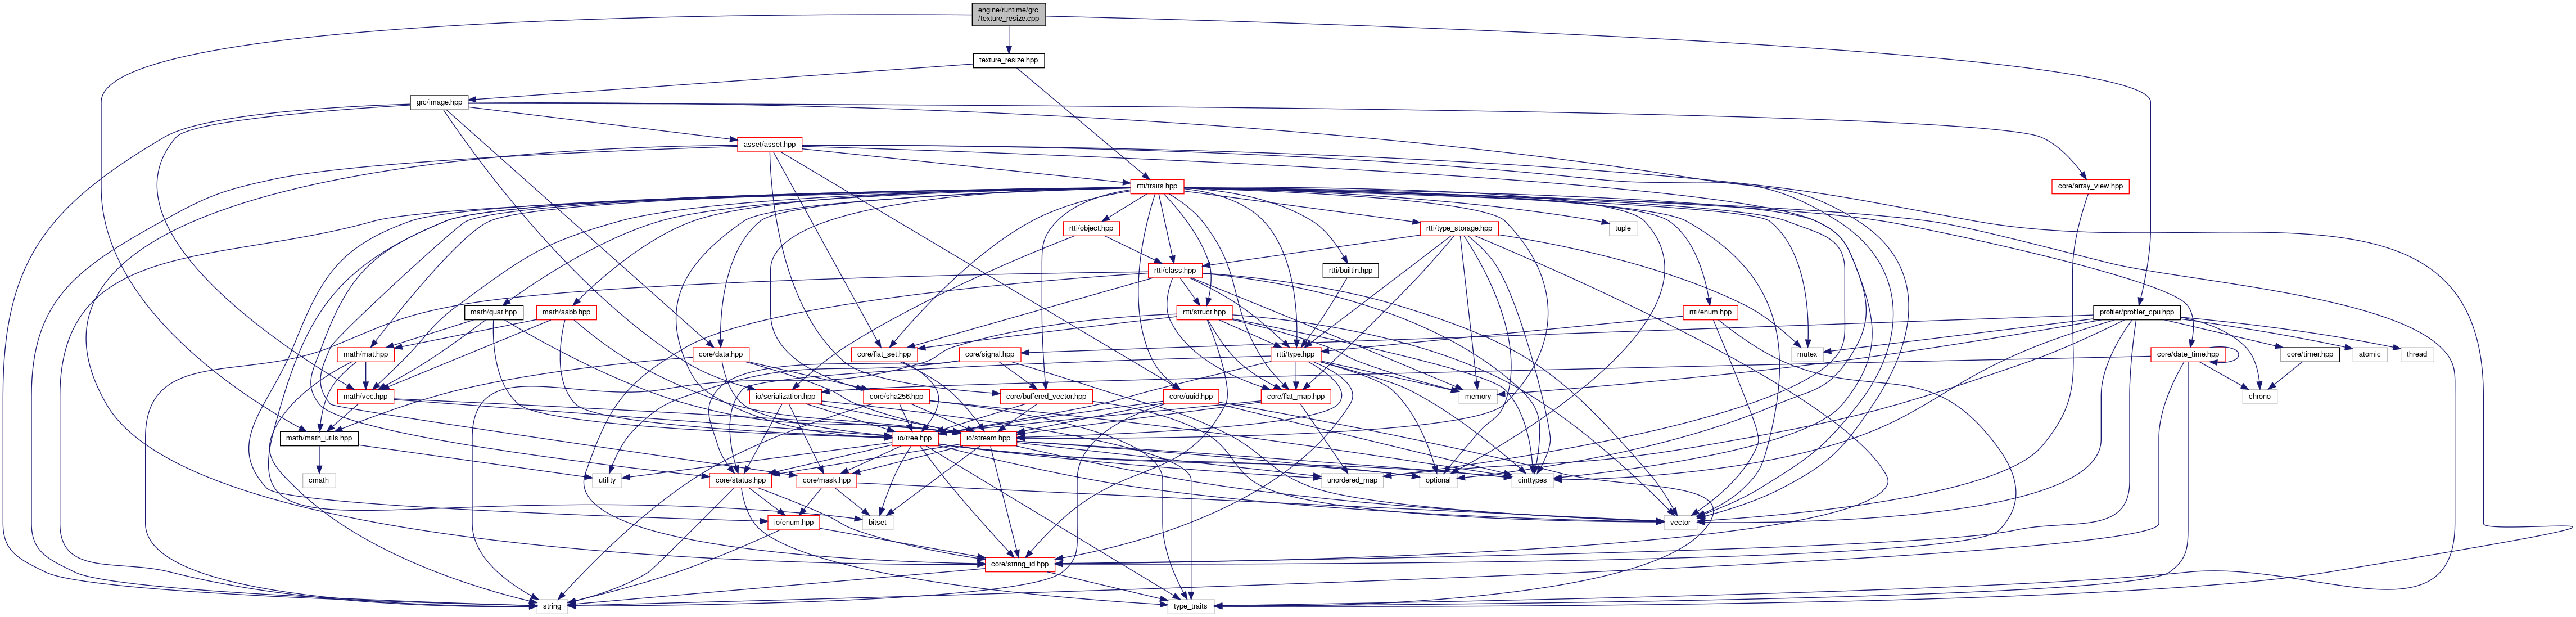 engine/runtime/grc
/texture_resize.cpp
texture_resize.hpp
grc/image.hpp
asset/asset.hpp
rtti/traits.hpp
core/array_view.hpp
rtti/object.hpp
rtti/type_storage.hpp
tuple
rtti/class.hpp
rtti/builtin.hpp
math/quat.hpp
math/aabb.hpp
rtti/struct.hpp
rtti/enum.hpp
profiler/profiler_cpu.hpp
math/mat.hpp
core/data.hpp
core/flat_set.hpp
core/signal.hpp
rtti/type.hpp
mutex
core/date_time.hpp
core/timer.hpp
atomic
thread
math/vec.hpp
io/serialization.hpp
core/sha256.hpp
core/buffered_vector.hpp
core/uuid.hpp
core/flat_map.hpp
memory
chrono
math/math_utils.hpp
io/tree.hpp
io/stream.hpp
cmath
utility
core/status.hpp
core/mask.hpp
unordered_map
optional
cinttypes
io/enum.hpp
bitset
vector
core/string_id.hpp
string
type_traits